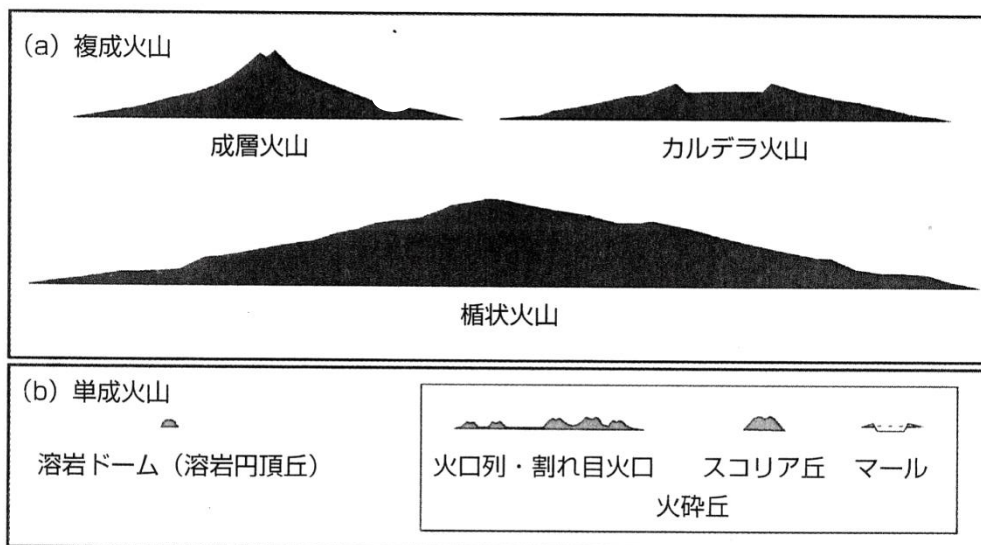 (a) 複成火山
成層火山
カルデラ火山
楯状火山
(b) 単成火山
溶岩ドーム（溶岩円頂丘）
火口列・割れ目火口
スコリア丘
マール
火砕丘